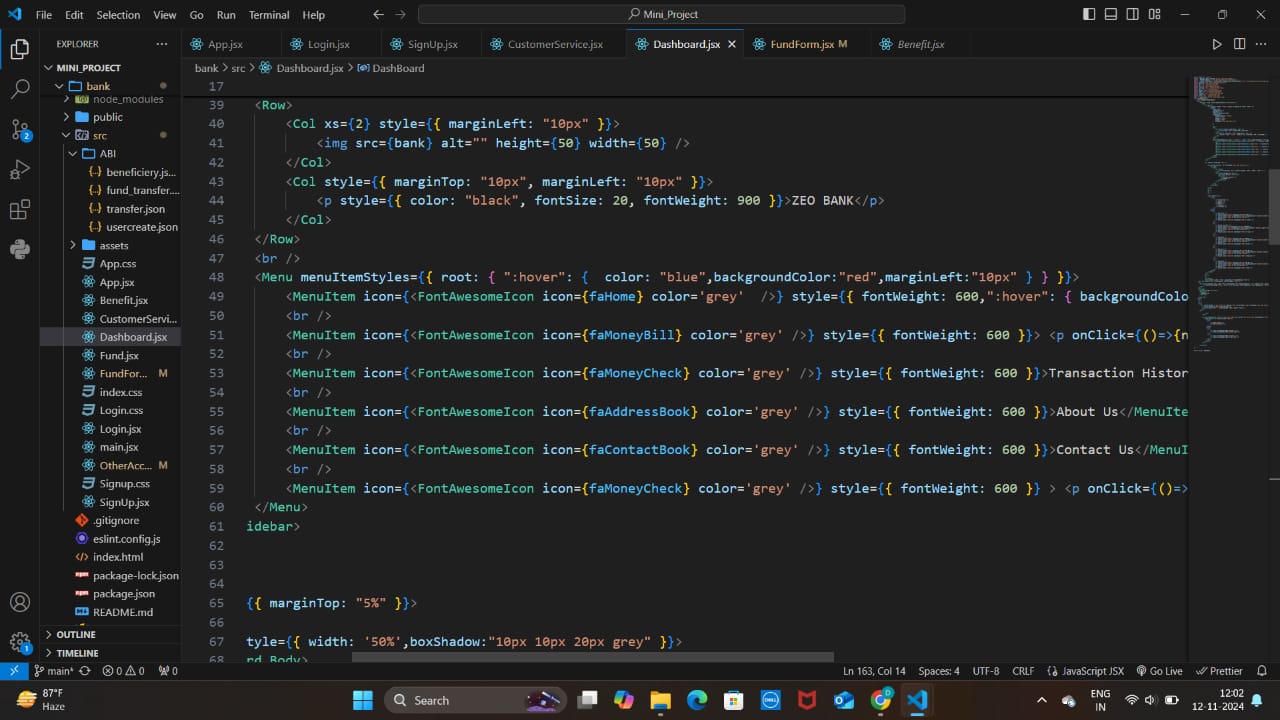 File Edit Selection View Go Run Terminal Help
Mini_Project
EXPLORER
App.jsx
Login.jsx
SignUp.jsx
CustomerService.jsx
Dashboard.jsx
FundForm.jsx M
Benefit.jsx
MINI_PROJECT
bank
node_modules
public
src
ABI
beneficiery.js...
fund_transfer....
transfer.json
usercreate.json
assets
App.css
App.jsx
Benefit.jsx
CustomerServi...
Dashboard.jsx
Fund.jsx
FundFor... M
index.css
Login.css
Login.jsx
main.jsx
OtherAcc... M
Signup.css
SignUp.jsx
.gitignore
eslint.config.js
index.html
package-lock.json
package.json
README.md
OUTLINE
TIMELINE
bank > src > Dashboard.jsx > DashBoard
17
39 <Row>
40 <Col xs={2} style={{ marginLeft: "10px" }}>
41 <img src={bank} alt="" height={50} width={50} />
42 </Col>
43 <Col style={{ marginTop: "10px", marginLeft: "10px" }}>
44 <p style={{ color: "black", fontSize: 20, fontWeight: 900 }}>ZEO BANK</p>
45 </Col>
46 </Row>
47 <br />
48 <Menu menuItemStyles={{ root: { ":hover": {  color: "blue",backgroundColor:"red",marginLeft:"10px" } } }}>
49 <MenuItem icon={<FontAwesomeIcon icon={faHome} color='grey'  />} style={{ fontWeight: 600,":hover": { backgroundColo
50 <br />
51 <MenuItem icon={<FontAwesomeIcon icon={faMoneyBill} color='grey' />} style={{ fontWeight: 600 }}> <p onClick={()=>{n
52 <br />
53 <MenuItem icon={<FontAwesomeIcon icon={faMoneyCheck} color='grey' />} style={{ fontWeight: 600 }}>Transaction Histor
54 <br />
55 <MenuItem icon={<FontAwesomeIcon icon={faAddressBook} color='grey' />} style={{ fontWeight: 600 }}>About Us</MenuIte
56 <br />
57 <MenuItem icon={<FontAwesomeIcon icon={faContactBook} color='grey' />} style={{ fontWeight: 600 }}>Contact Us</MenuI
58 <br />
59 <MenuItem icon={<FontAwesomeIcon icon={faMoneyCheck} color='grey' />} style={{ fontWeight: 600 }} > <p onClick={()=>
60 </Menu>
61 idebar>
62
63
64
65 {{ marginTop: "5%" }}>
66
67 tyle={{ width: '50%',boxShadow:"10px 10px 20px grey" }}>
68 rd.Body>
2
1
main* 0 0 0
Ln 163, Col 14 Spaces: 4 UTF-8 CRLF JavaScript JSX Go Live Prettier
87°F
Haze
Search
DELL
ENG
IN
12:02
12-11-2024